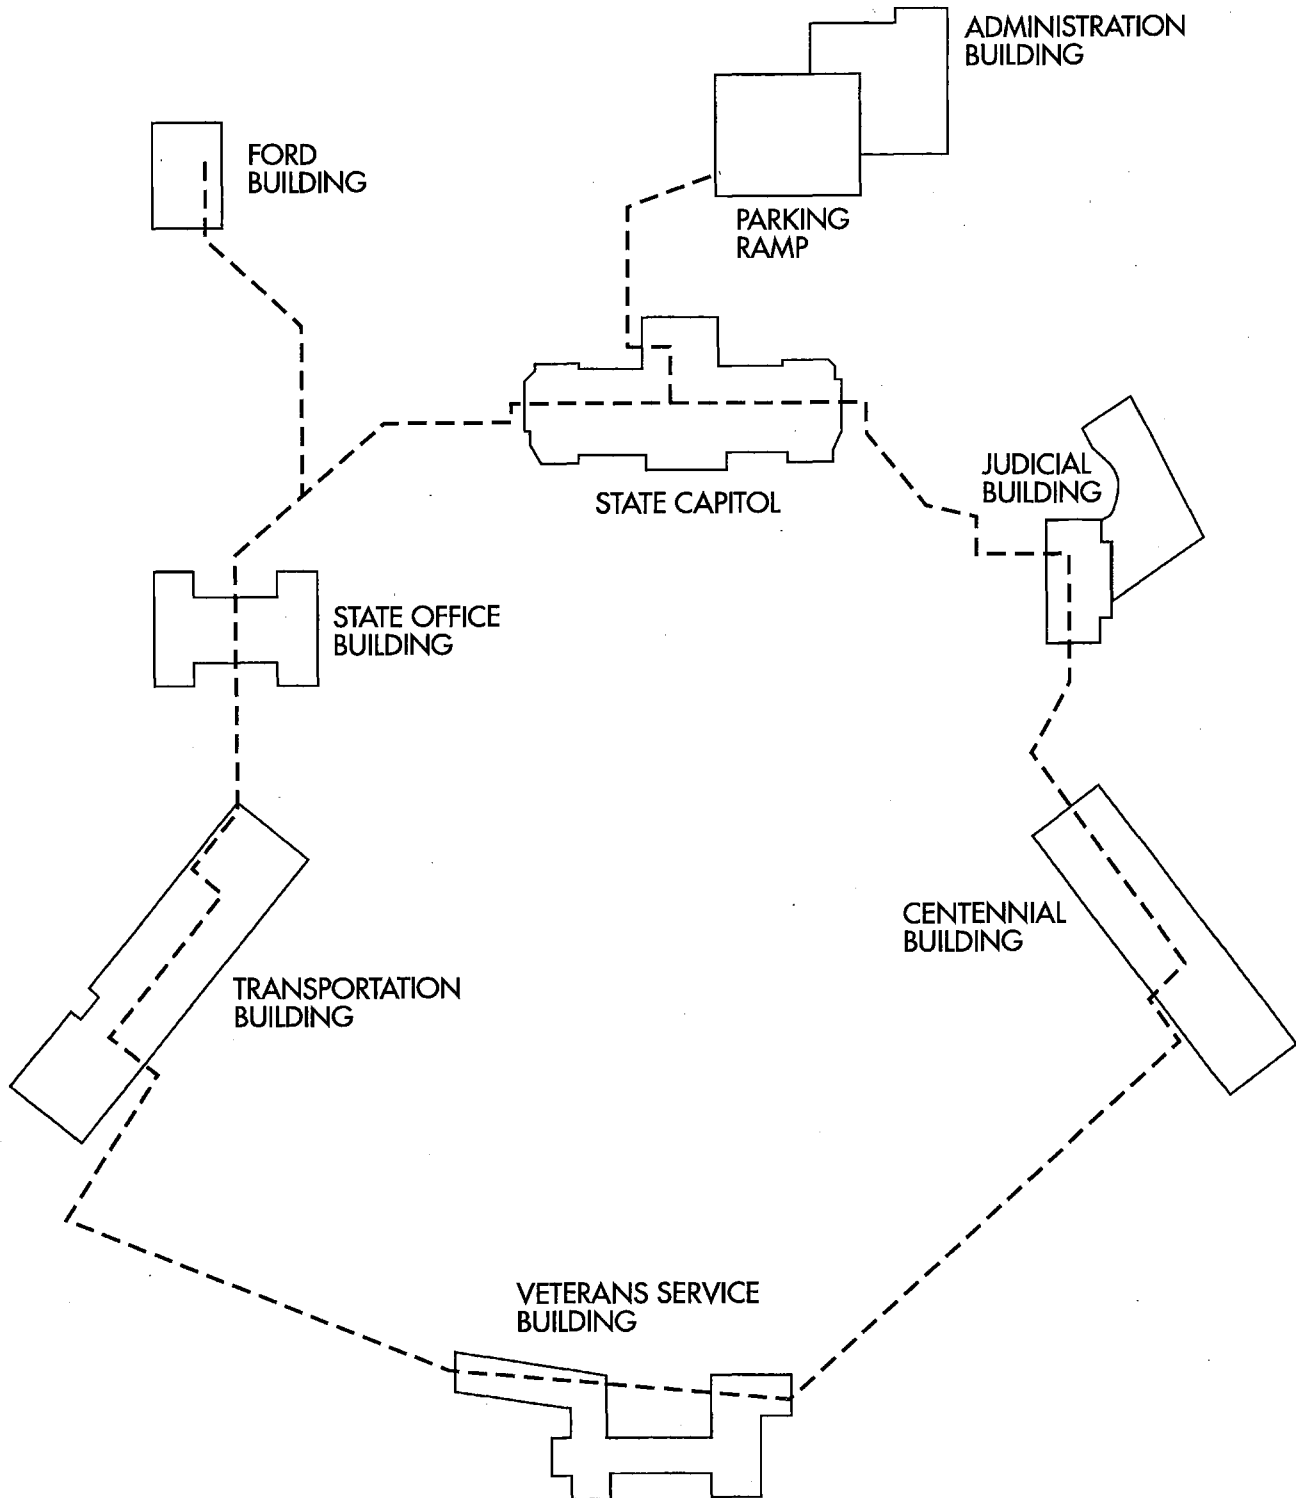 ADMINISTRATION
BUILDING
FORD
BUILDING
PARKING
RAMP
JUDICIAL
BUILDING
STATE CAPITOL
STATE OFFICE
BUILDING
CENTENNIAL
BUILDING
TRANSPORTATION
BUILDING
VETERANS SERVICE
BUILDING